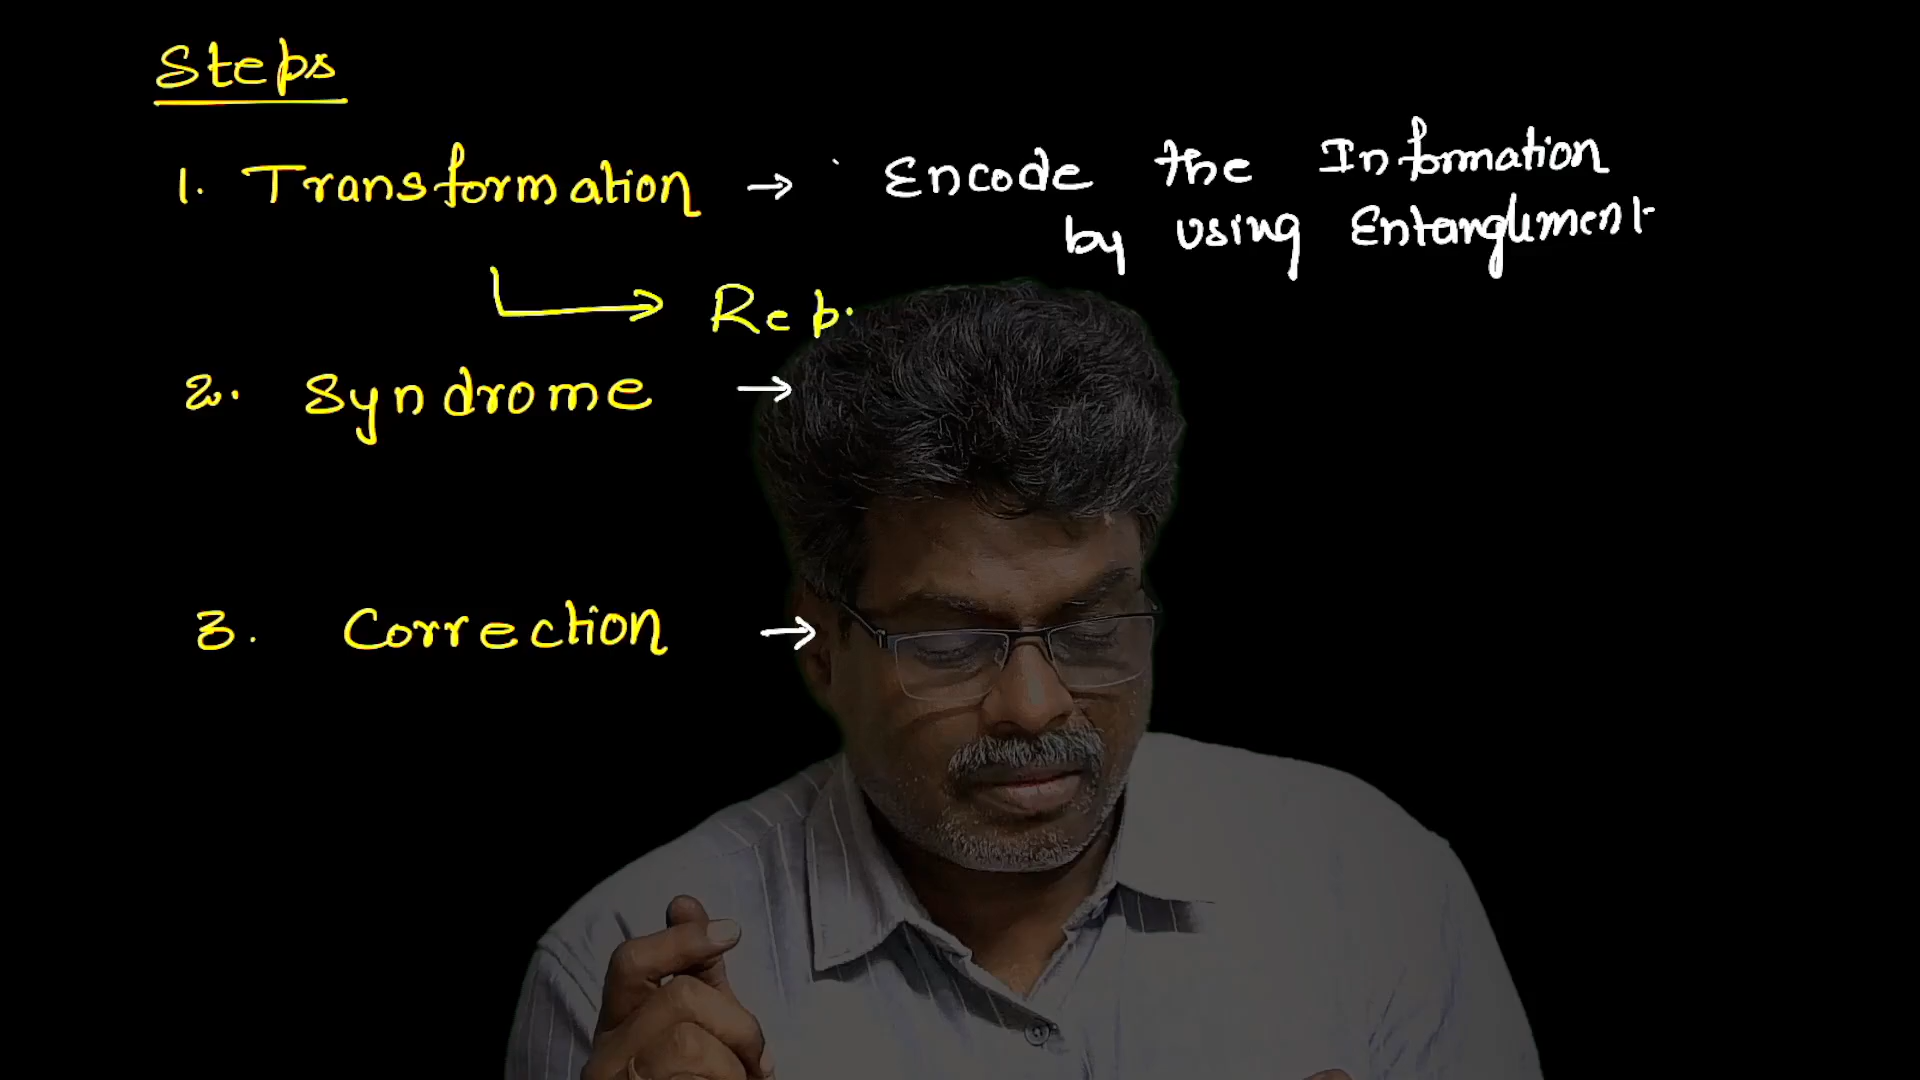 Steps
1. Transformation → Encode the Information
by using Entanglement
→ Rep.
2. Syndrome →
3. Correction →